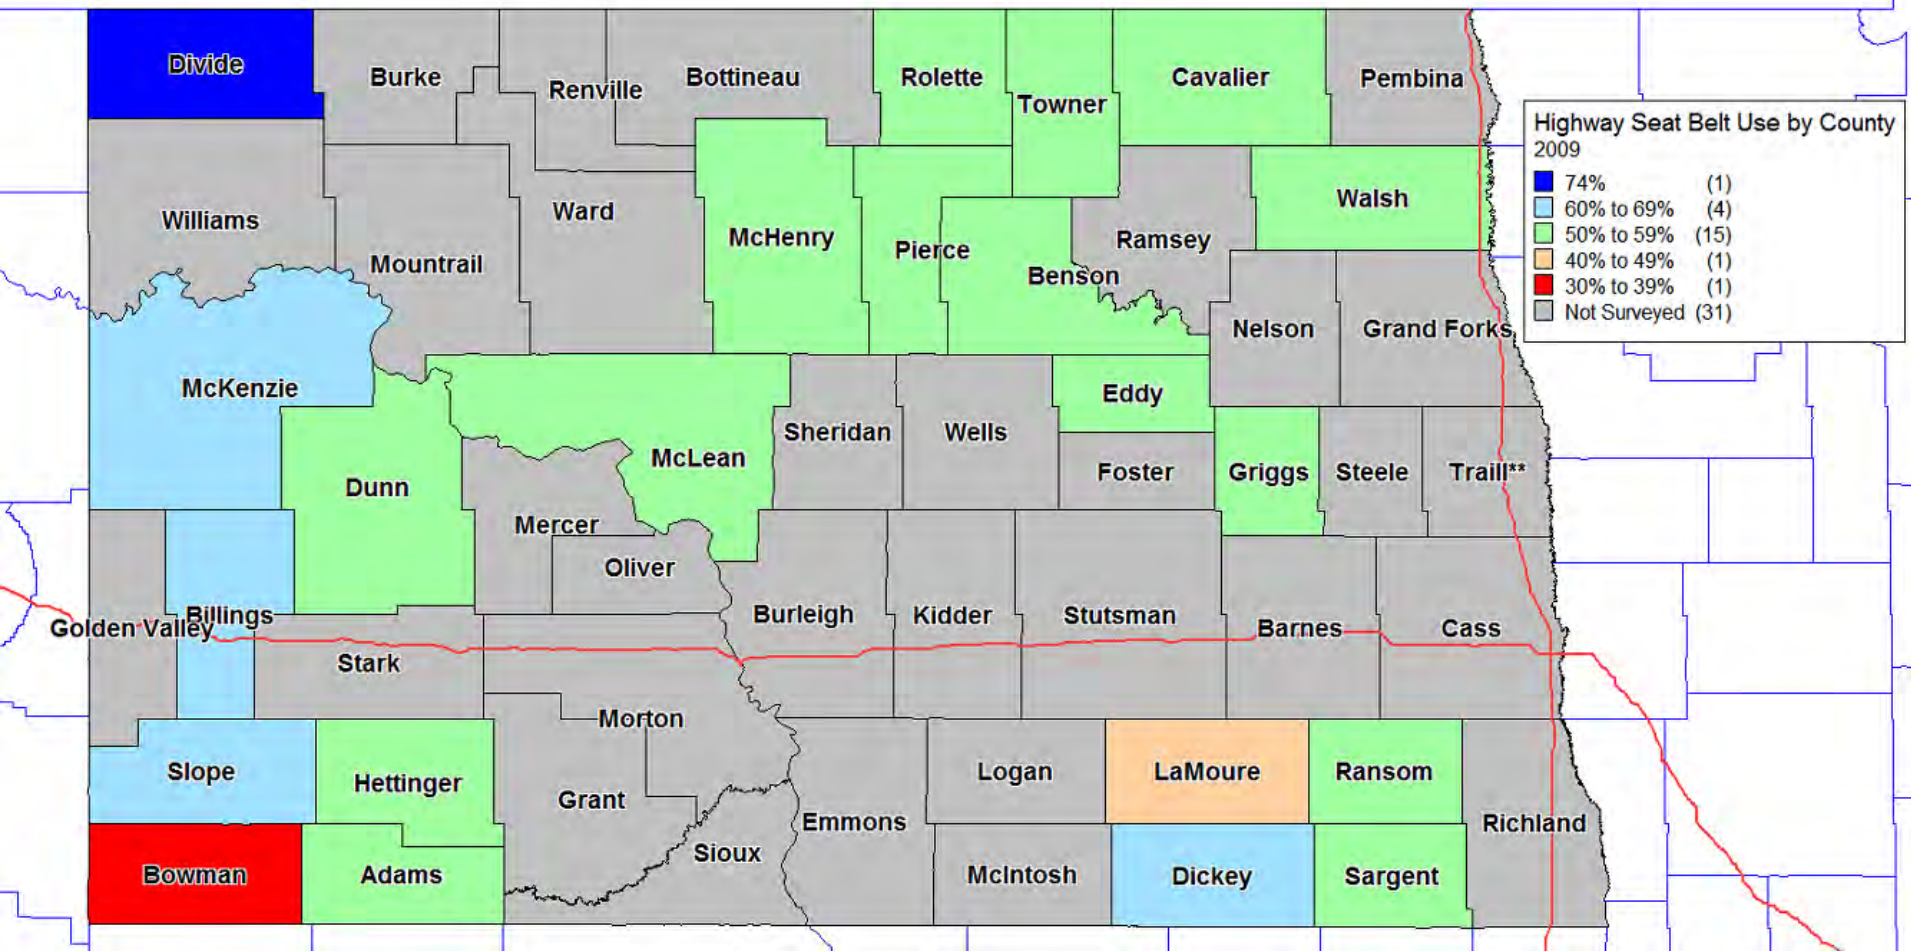 Divide
Burke
Renville
Bottineau
Rolette
Towner
Cavalier
Pembina
Highway Seat Belt Use by County
2009
74% (1)
60% to 69% (4)
50% to 59% (15)
40% to 49% (1)
30% to 39% (1)
Not Surveyed (31)
Williams
Mountrail
Ward
McHenry
Pierce
Benson
Ramsey
Walsh
Nelson
Grand Forks
McKenzie
Dunn
McLean
Sheridan
Wells
Eddy
Foster
Griggs
Steele
Traill**
Mercer
Oliver
Golden Valley
Billings
Stark
Burleigh
Kidder
Stutsman
Barnes
Cass
Morton
Slope
Hettinger
Grant
Emmons
Logan
LaMoure
Ransom
Richland
Bowman
Adams
Sioux
McIntosh
Dickey
Sargent